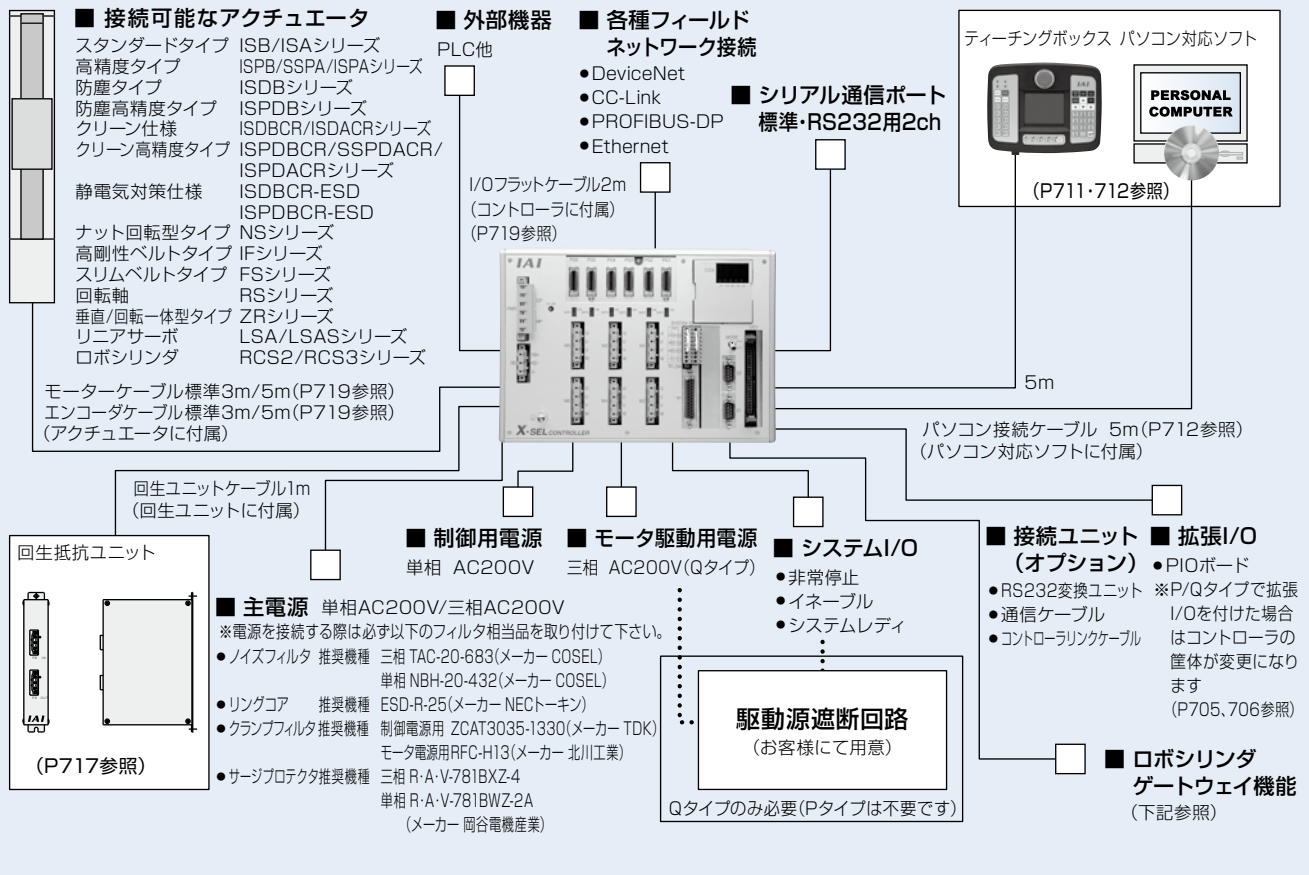 ■ 接続可能なアクチュエータ
スタンダードタイプ ISB/ISAシリーズ
高精度タイプ ISPB/SSPA/ISPAシリーズ
防塵タイプ ISDBシリーズ
防塵高精度タイプ ISPDBシリーズ
クリーン仕様 ISDBCR/ISDACRシリーズ
クリーン高精度タイプ ISPDBCR/SSPDACR/
ISPDACRシリーズ
静電気対策仕様 ISDBCR-ESD
ISPDBCR-ESD
ナット回転型タイプ NSシリーズ
高剛性ベルトタイプ IFシリーズ
スリムベルトタイプ FSシリーズ
回転軸 RSシリーズ
垂直/回転一体型タイプ ZRシリーズ
リニアサーボ LSA/LSASシリーズ
ロボシリンダ RCS2/RCS3シリーズ
モーターケーブル標準3m/5m(P719参照)
エンコーダケーブル標準3m/5m(P719参照)
(アクチュエータに付属)
■ 外部機器
PLC他
■ 各種フィールド
ネットワーク接続
●DeviceNet
●CC-Link
●PROFIBUS-DP
●Ethernet
I/Oフラットケーブル2m
(コントローラに付属)
(P719参照)
■ シリアル通信ポート
標準・RS232用2ch
ティーチングボックス パソコン対応ソフト
IAI
PERSONAL
COMPUTER
(P711・712参照)
IAI
X-SEL CONTROLLER
5m
パソコン接続ケーブル 5m(P712参照)
(パソコン対応ソフトに付属)
回生ユニットケーブル1m
(回生ユニットに付属)
回生抵抗ユニット
IAI
(P717参照)
■ 制御用電源
単相 AC200V
■ モータ駆動用電源
三相 AC200V(Qタイプ)
■ システムI/O
●非常停止
●イネーブル
●システムレディ
■ 接続ユニット
(オプション)
●RS232変換ユニット
●通信ケーブル
●コントローラリンクケーブル
■ 拡張I/O
●PIOボード
※P/Qタイプで拡張
I/Oを付けた場合
はコントローラの
筐体が変更になり
ます
(P705、706参照)
■ 主電源 単相AC200V/三相AC200V
※電源を接続する際は必ず以下のフィルタ相当品を取り付けて下さい。
●ノイズフィルタ 推奨機種 三相 TAC-20-683(メーカー COSEL)
単相 NBH-20-432(メーカー COSEL)
●リングコア 推奨機種 ESD-R-25(メーカー NECトーキン)
●クランプフィルタ推奨機種 制御電源用 ZCAT3035-1330(メーカー TDK)
モータ電源用RFC-H13(メーカー 北川工業)
●サージプロテクタ推奨機種 三相 R・A・V-781BXZ-4
単相 R・A・V-781BWZ-2A
(メーカー 岡谷電機産業)
駆動源遮断回路
(お客様にて用意)
Qタイプのみ必要(Pタイプは不要です)
■ ロボシリンダ
ゲートウェイ機能
(下記参照)